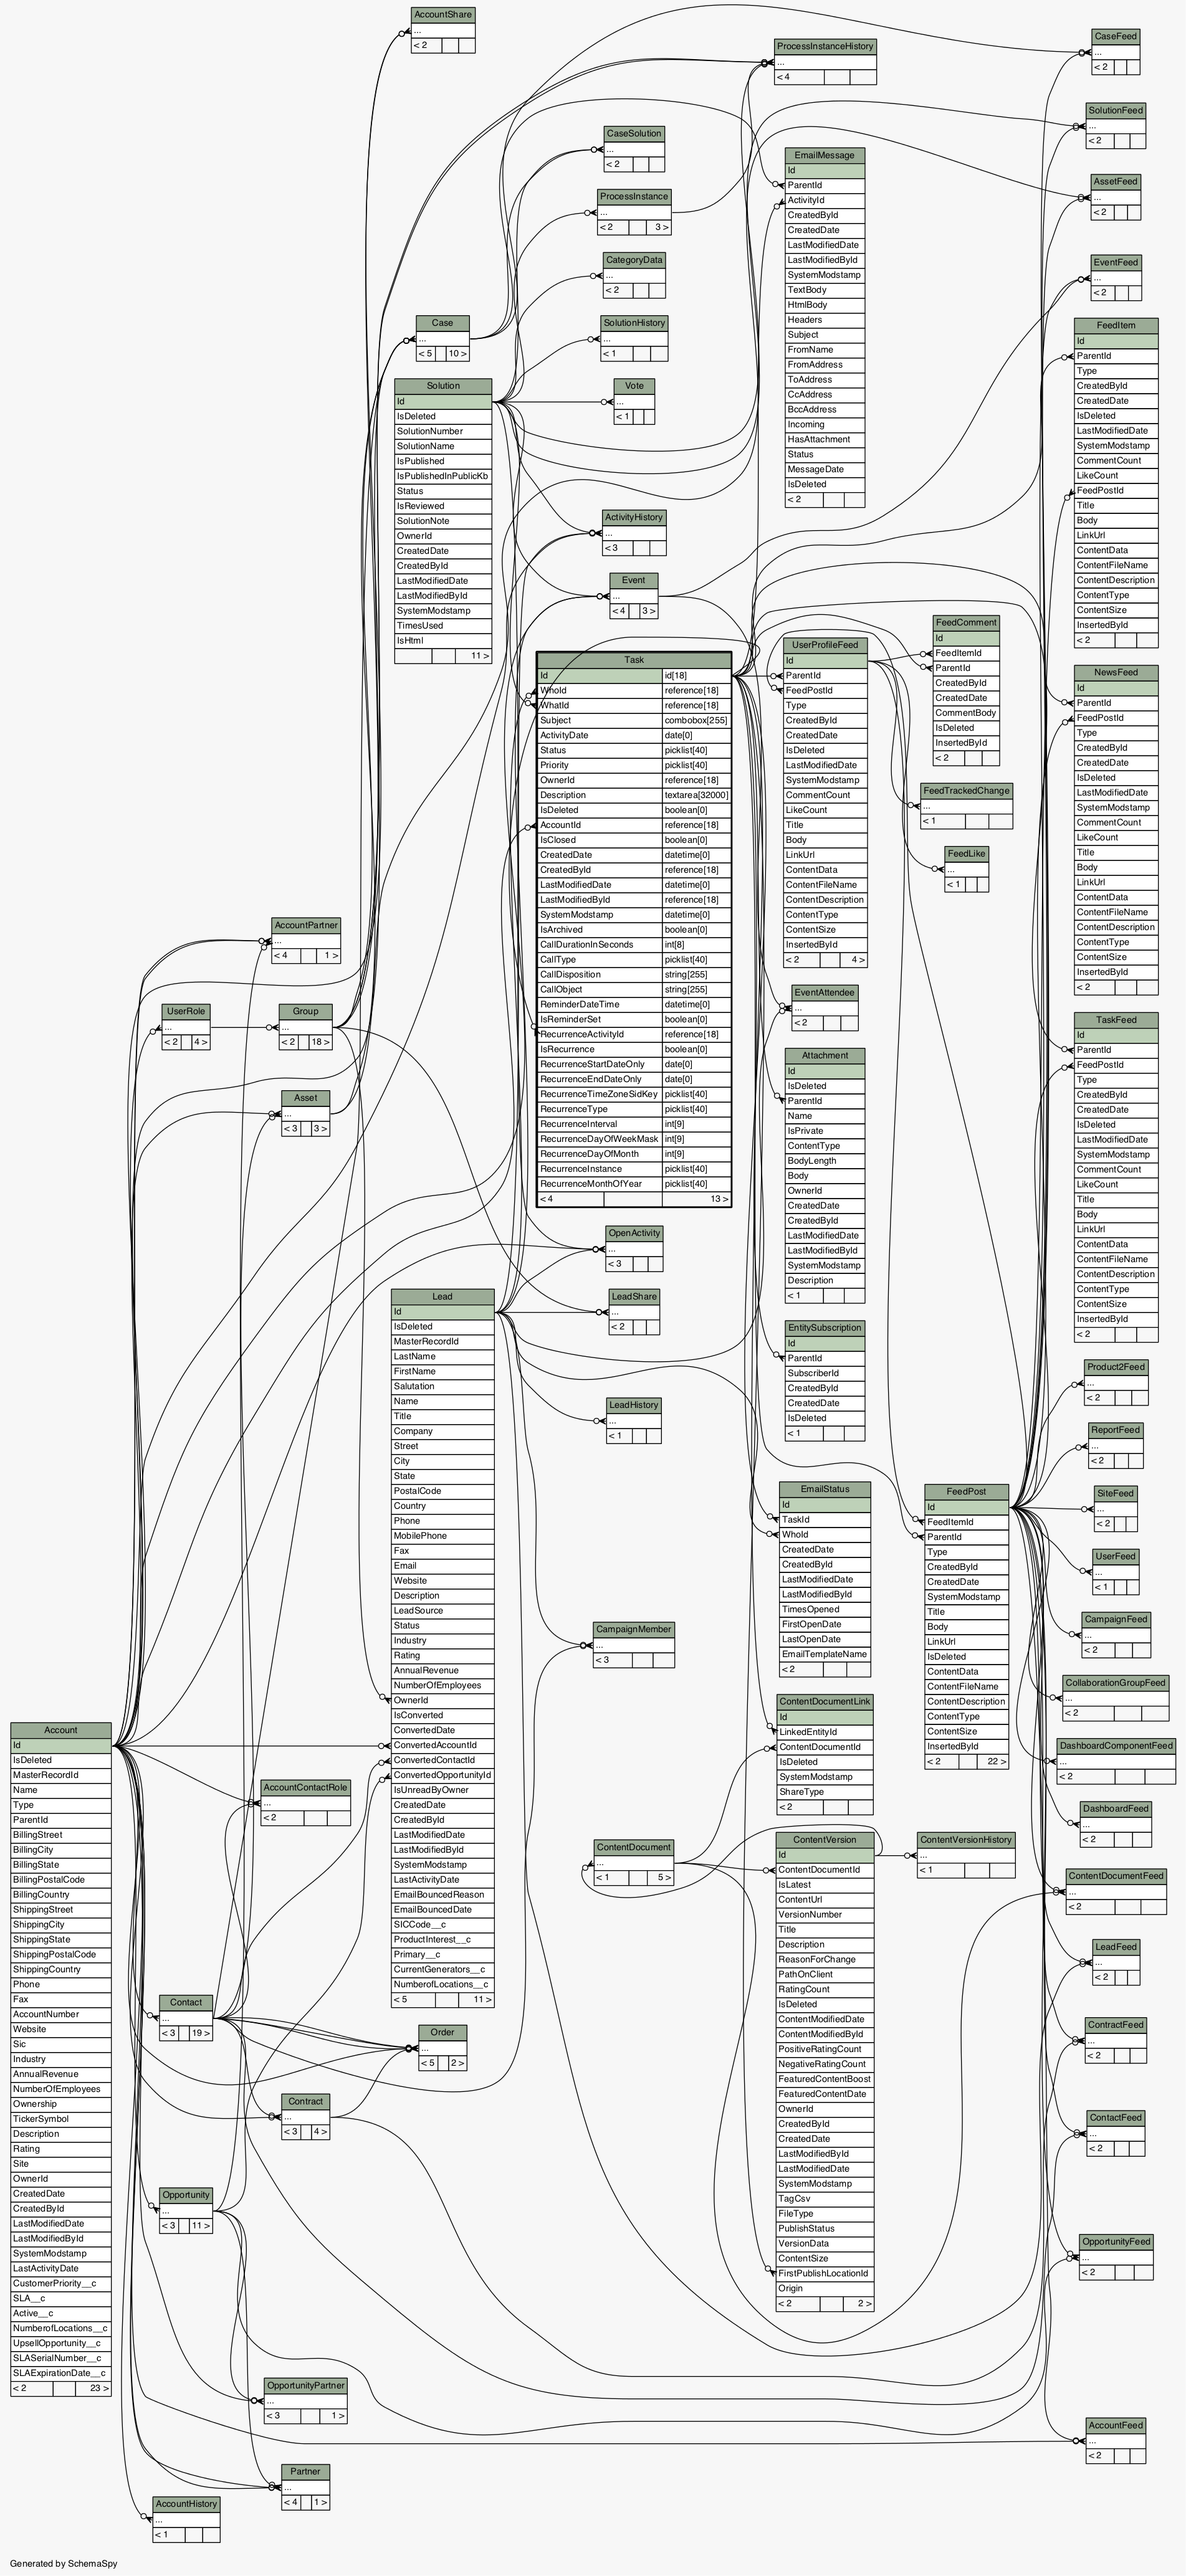 AccountShare
...
< 2
ProcessInstanceHistory
...
< 4
CaseFeed
...
< 2
SolutionFeed
...
< 2
CaseSolution
...
< 2
EmailMessage
Id
ParentId
ActivityId
CreatedById
CreatedDate
LastModifiedDate
LastModifiedById
SystemModstamp
TextBody
HtmlBody
Headers
Subject
FromName
FromAddress
ToAddress
CcAddress
BccAddress
Incoming
HasAttachment
Status
MessageDate
IsDeleted
< 2
AssetFeed
...
< 2
ProcessInstance
...
< 2 3 >
CategoryData
...
< 2
EventFeed
...
< 2
Case
...
< 5 10 >
SolutionHistory
...
< 1
FeedItem
Id
ParentId
Type
CreatedById
CreatedDate
IsDeleted
LastModifiedDate
SystemModstamp
CommentCount
LikeCount
FeedPostId
Title
Body
LinkUrl
ContentData
ContentFileName
ContentDescription
ContentType
ContentSize
InsertedById
< 2
Solution
Id
IsDeleted
SolutionNumber
SolutionName
IsPublished
IsPublishedInPublicKb
Status
IsReviewed
SolutionNote
OwnerId
CreatedDate
CreatedById
LastModifiedDate
LastModifiedById
SystemModstamp
TimesUsed
IsHtml
11 >
Vote
...
< 1
ActivityHistory
...
< 3
Event
...
< 4 3 >
Task
Id id[18]
WhoId reference[18]
WhatId reference[18]
Subject combobox[255]
ActivityDate date[0]
Status picklist[40]
Priority picklist[40]
OwnerId reference[18]
Description textarea[32000]
IsDeleted boolean[0]
AccountId reference[18]
IsClosed boolean[0]
CreatedDate datetime[0]
CreatedById reference[18]
LastModifiedDate datetime[0]
LastModifiedById reference[18]
SystemModstamp datetime[0]
IsArchived boolean[0]
CallDurationInSeconds int[8]
CallType picklist[40]
CallDisposition string[255]
CallObject string[255]
ReminderDateTime datetime[0]
IsReminderSet boolean[0]
RecurrenceActivityId reference[18]
IsRecurrence boolean[0]
RecurrenceStartDateOnly date[0]
RecurrenceEndDateOnly date[0]
RecurrenceTimeZoneSidKey picklist[40]
RecurrenceType picklist[40]
RecurrenceInterval int[9]
RecurrenceDayOfWeekMask int[9]
RecurrenceDayOfMonth int[9]
RecurrenceInstance picklist[40]
RecurrenceMonthOfYear picklist[40]
< 4 13 >
UserProfileFeed
Id
ParentId
FeedPostId
Type
CreatedById
CreatedDate
IsDeleted
LastModifiedDate
SystemModstamp
CommentCount
LikeCount
Title
Body
LinkUrl
ContentData
ContentFileName
ContentDescription
ContentType
ContentSize
InsertedById
< 2 4 >
FeedComment
Id
FeedItemId
ParentId
CreatedById
CreatedDate
CommentBody
IsDeleted
InsertedById
< 2
FeedTrackedChange
...
< 1
FeedLike
...
< 1
NewsFeed
Id
ParentId
FeedPostId
Type
CreatedById
CreatedDate
IsDeleted
LastModifiedDate
SystemModstamp
CommentCount
LikeCount
Title
Body
LinkUrl
ContentData
ContentFileName
ContentDescription
ContentType
ContentSize
InsertedById
< 2
AccountPartner
...
< 4 1 >
UserRole
...
< 2 4 >
Group
...
< 2 18 >
Asset
...
< 3 3 >
EventAttendee
...
< 2
Attachment
Id
IsDeleted
ParentId
Name
IsPrivate
ContentType
BodyLength
Body
OwnerId
CreatedDate
CreatedById
LastModifiedDate
LastModifiedById
SystemModstamp
Description
< 1
TaskFeed
Id
ParentId
FeedPostId
Type
CreatedById
CreatedDate
IsDeleted
LastModifiedDate
SystemModstamp
CommentCount
LikeCount
Title
Body
LinkUrl
ContentData
ContentFileName
ContentDescription
ContentType
ContentSize
InsertedById
< 2
OpenActivity
...
< 3
LeadShare
...
< 2
LeadHistory
...
< 1
Lead
Id
IsDeleted
MasterRecordId
LastName
FirstName
Salutation
Name
Title
Company
Street
City
State
PostalCode
Country
Phone
MobilePhone
Fax
Email
Website
Description
LeadSource
Status
Industry
Rating
AnnualRevenue
NumberOfEmployees
OwnerId
IsConverted
ConvertedDate
ConvertedAccountId
ConvertedContactId
ConvertedOpportunityId
IsUnreadByOwner
CreatedDate
CreatedById
LastModifiedDate
LastModifiedById
SystemModstamp
LastActivityDate
EmailBouncedReason
EmailBouncedDate
SICCode__c
ProductInterest__c
Primary__c
CurrentGenerators__c
NumberofLocations__c
< 5 11 >
EntitySubscription
Id
ParentId
SubscriberId
CreatedById
CreatedDate
IsDeleted
< 1
EmailStatus
Id
TaskId
WhoId
CreatedDate
CreatedById
LastModifiedDate
LastModifiedById
TimesOpened
FirstOpenDate
LastOpenDate
EmailTemplateName
< 2
FeedPost
Id
FeedItemId
ParentId
Type
CreatedById
CreatedDate
SystemModstamp
Title
Body
LinkUrl
IsDeleted
ContentData
ContentFileName
ContentDescription
ContentType
ContentSize
InsertedById
< 2 22 >
Product2Feed
...
< 2
ReportFeed
...
< 2
SiteFeed
...
< 2
UserFeed
...
< 1
CampaignFeed
...
< 2
CollaborationGroupFeed
...
< 2
DashboardComponentFeed
...
< 2
DashboardFeed
...
< 2
ContentDocumentFeed
...
< 2
LeadFeed
...
< 2
ContractFeed
...
< 2
ContactFeed
...
< 2
OpportunityFeed
...
< 2
AccountFeed
...
< 2
CampaignMember
...
< 3
ContentDocumentLink
Id
LinkedEntityId
ContentDocumentId
IsDeleted
SystemModstamp
ShareType
< 2
ContentDocument
...
< 1 5 >
ContentVersion
Id
ContentDocumentId
IsLatest
ContentUrl
VersionNumber
Title
Description
ReasonForChange
PathOnClient
RatingCount
IsDeleted
ContentModifiedDate
ContentModifiedById
PositiveRatingCount
NegativeRatingCount
FeaturedContentBoost
FeaturedContentDate
OwnerId
CreatedById
CreatedDate
LastModifiedById
LastModifiedDate
SystemModstamp
TagCsv
FileType
PublishStatus
VersionData
ContentSize
FirstPublishLocationId
Origin
< 2 2 >
ContentVersionHistory
...
< 1
Account
Id
IsDeleted
MasterRecordId
Name
Type
ParentId
BillingStreet
BillingCity
BillingState
BillingPostalCode
BillingCountry
ShippingStreet
ShippingCity
ShippingState
ShippingPostalCode
ShippingCountry
Phone
Fax
AccountNumber
Website
Sic
Industry
AnnualRevenue
NumberOfEmployees
Ownership
TickerSymbol
Description
Rating
Site
OwnerId
CreatedDate
CreatedById
LastModifiedDate
LastModifiedById
SystemModstamp
LastActivityDate
CustomerPriority__c
SLA__c
Active__c
NumberofLocations__c
UpsellOpportunity__c
SLASerialNumber__c
SLAExpirationDate__c
< 2 23 >
AccountContactRole
...
< 2
Contact
...
< 3 19 >
Order
...
< 5 2 >
Contract
...
< 3 4 >
Opportunity
...
< 3 11 >
OpportunityPartner
...
< 3 1 >
Partner
...
< 4 1 >
AccountHistory
...
< 1
Generated by SchemaSpy